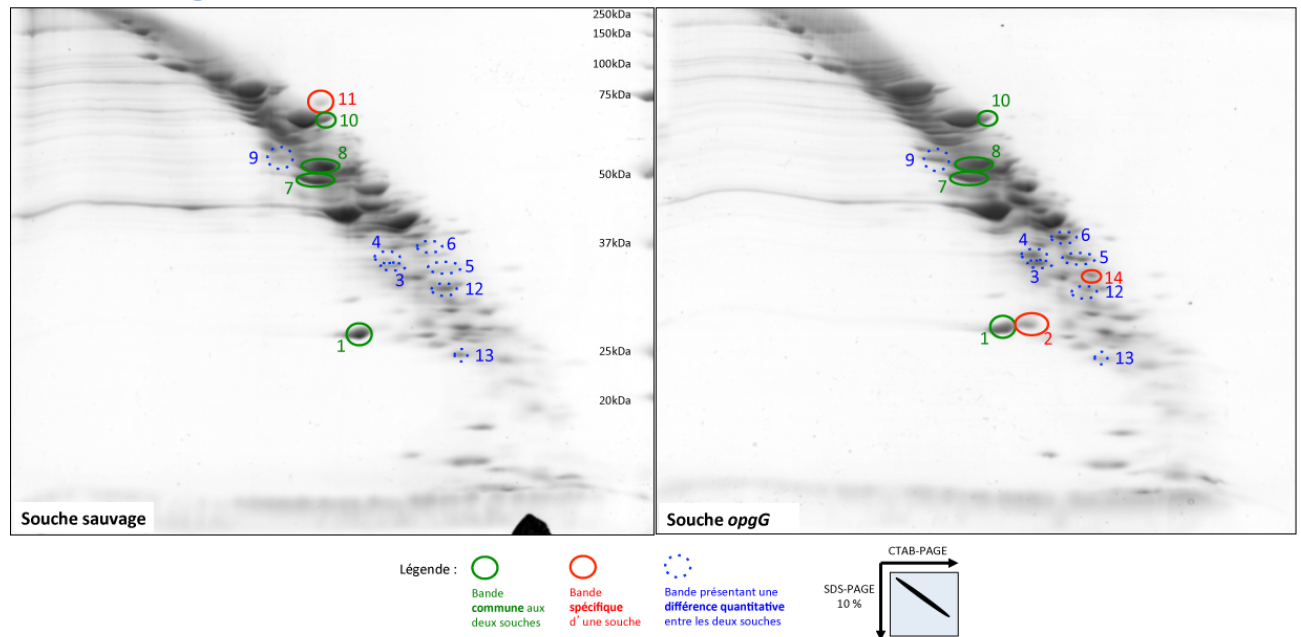 250kDa
150kDa
100kDa
75kDa
50kDa
37kDa
25kDa
20kDa
11
10
9
8
7
4
6
3
5
12
1
13
Souche sauvage
10
9
8
7
4
6
3
5
14
12
1
2
13
Souche opgG
Légende :
Bande
commune aux
deux souches
Bande
spécifique
d'une souche
Bande présentant une
différence quantitative
entre les deux souches
CTAB-PAGE
SDS-PAGE
10 %